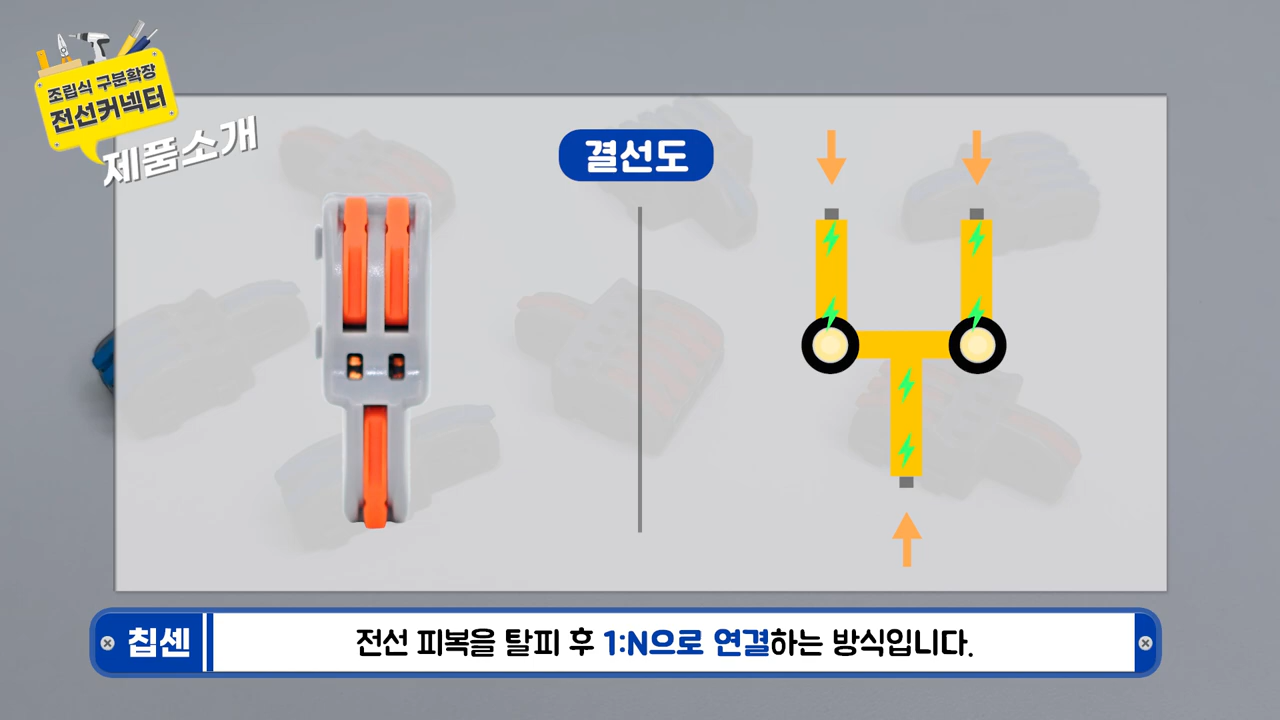 조립식 구분확장
전선커넥터
제품소개
결선도
칩센
전선 피복을 탈피 후 1:N으로 연결하는 방식입니다.